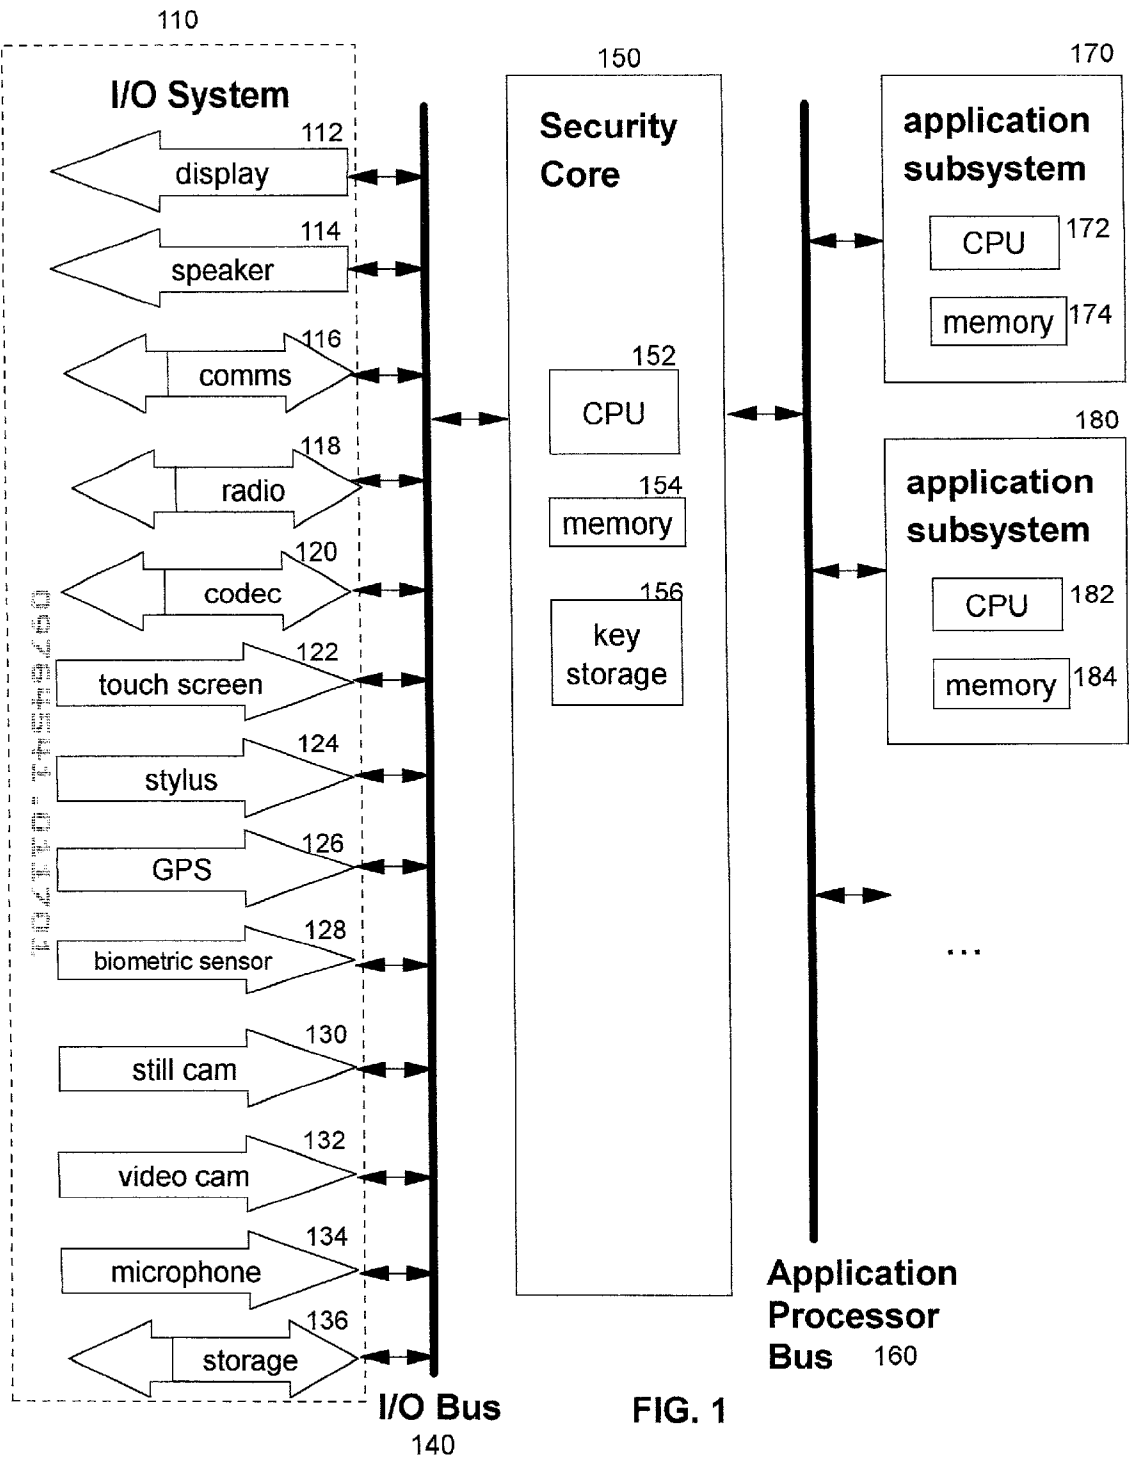 110
I/O System
112
display
114
speaker
116
comms
118
radio
120
codec
122
touch screen
124
stylus
126
GPS
128
biometric sensor
130
still cam
132
video cam
134
microphone
136
storage
I/O Bus
140
150
Security
Core
152
CPU
154
memory
156
key
storage
Application
Processor
Bus 160
170
application
subsystem
CPU 172
memory 174
180
application
subsystem
CPU 182
memory 184
...
FIG. 1